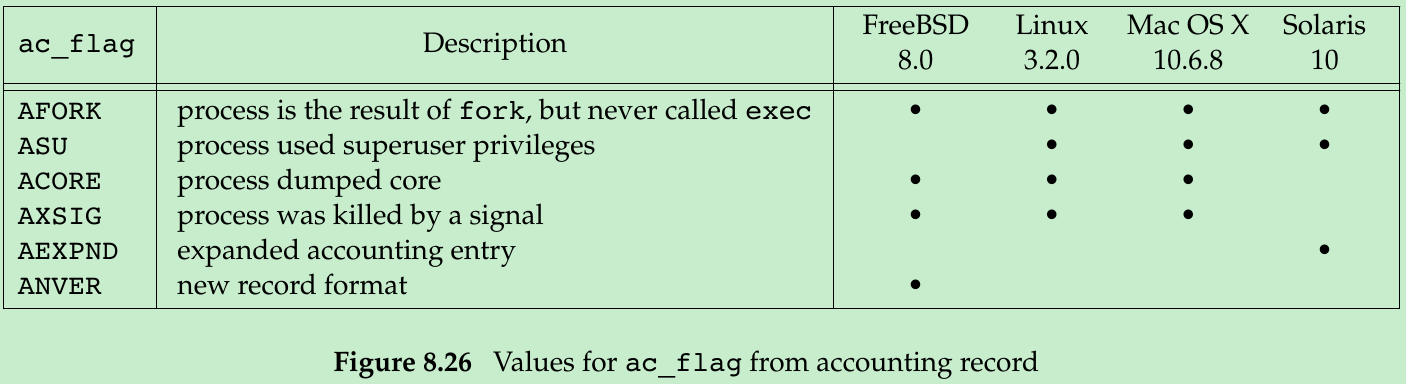 ac_flag Description FreeBSD 8.0 Linux 3.2.0 Mac OS X 10.6.8 Solaris 10
AFORK process is the result of fork, but never called exec • • • •
ASU process used superuser privileges • • •
ACORE process dumped core • • •
AXSIG process was killed by a signal • • •
AEXPND expanded accounting entry •
ANVER new record format •
Figure 8.26 Values for ac_flag from accounting record